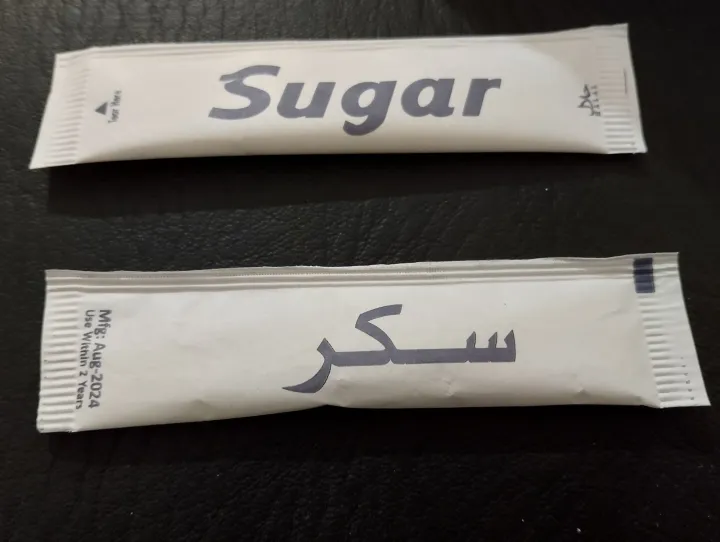 Tear Here
Sugar
سكر
Mfg: Aug-2024
Use Within 2 Years